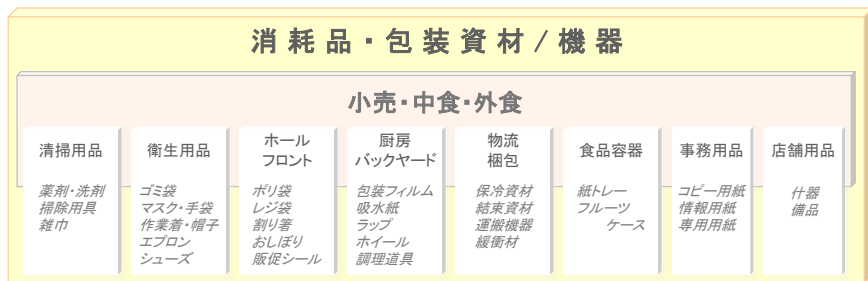 消耗品・包装資材/機器
小売・中食・外食
清掃用品
薬剤・洗剤
掃除用具
雑巾
衛生用品
ゴミ袋
マスク・手袋
作業着・帽子
エプロン
シューズ
ホール
フロント
ポリ袋
レジ袋
割り箸
おしぼり
販促シール
厨房
バックヤード
包装フィルム
吸水紙
ラップ
ホイール
調理道具
物流
梱包
保冷資材
結束資材
運搬機器
緩衝材
食品容器
紙トレー
フルーツ
ケース
事務用品
コピー用紙
情報用紙
専用用紙
店舗用品
什器
備品